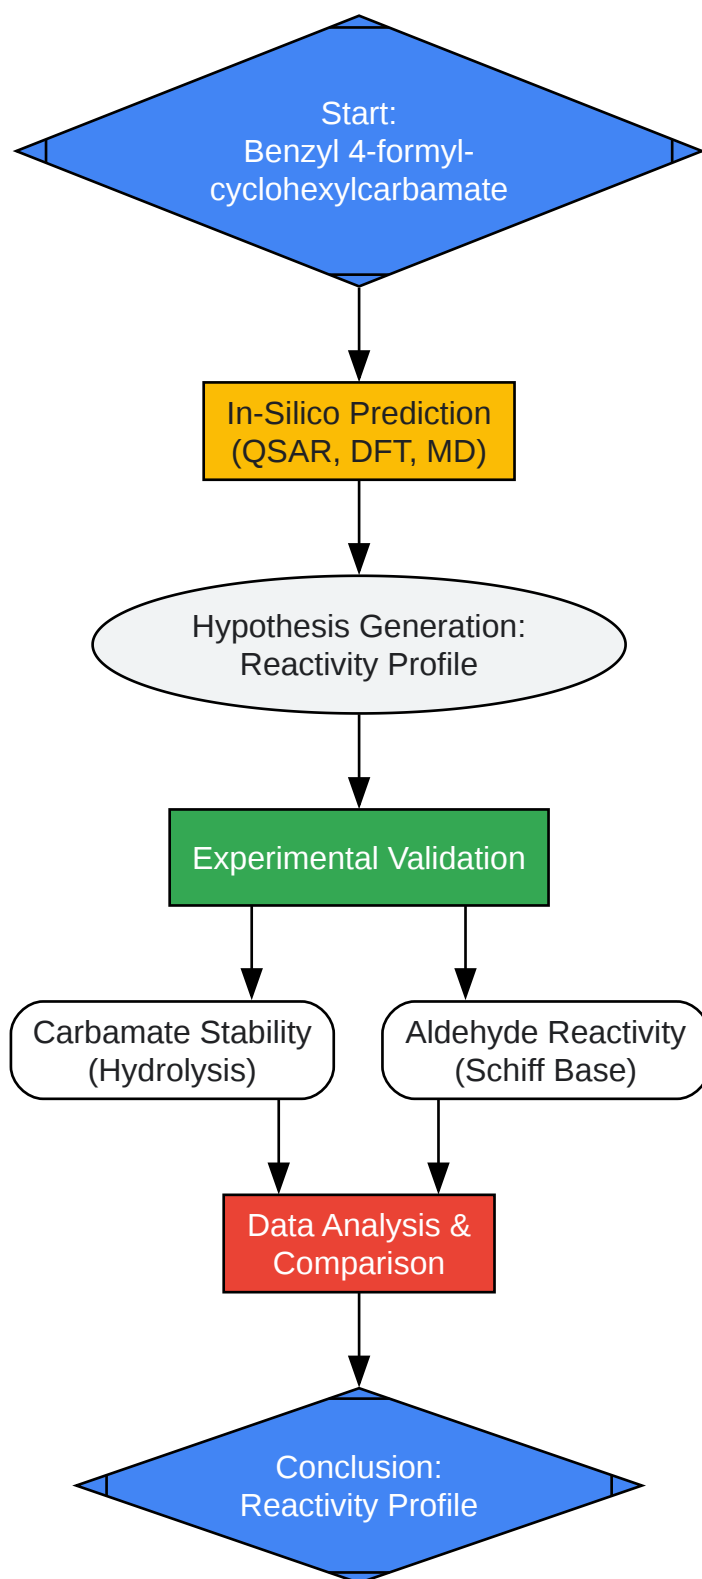 Start:
Benzyl 4-formyl-
cyclohexylcarbamate
In-Silico Prediction
(QSAR, DFT, MD)
Hypothesis Generation:
Reactivity Profile
Experimental Validation
Carbamate Stability
(Hydrolysis)
Aldehyde Reactivity
(Schiff Base)
Data Analysis &
Comparison
Conclusion:
Reactivity Profile